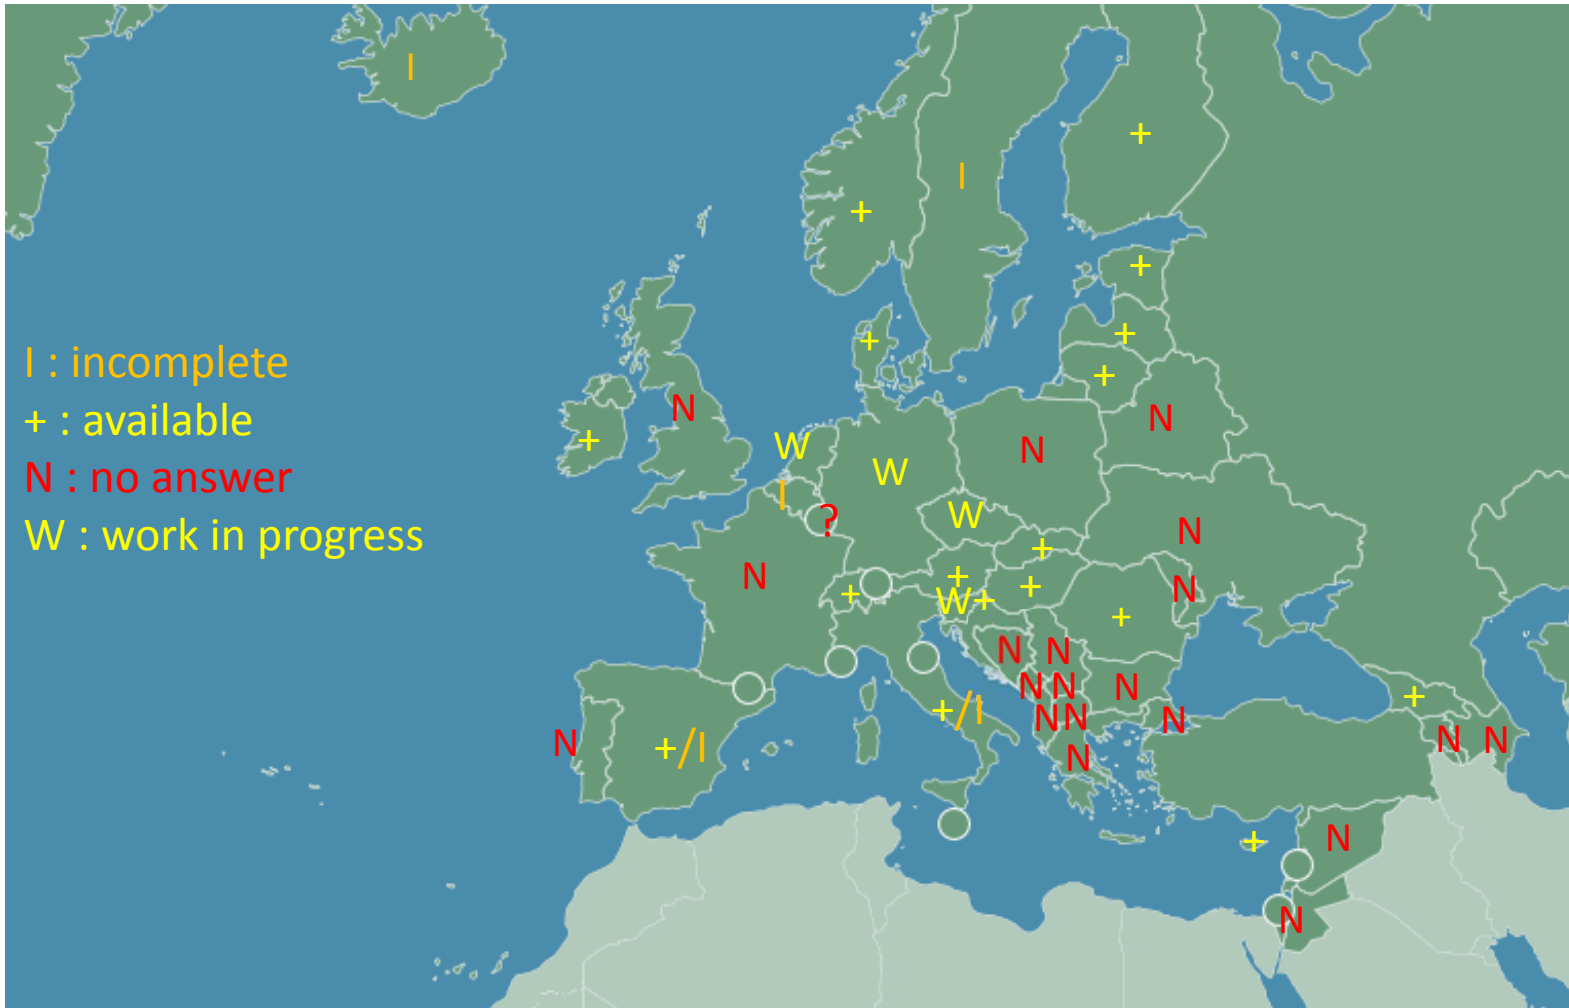 I
+
I
+
+
+
+
+
I : incomplete
+ : available
N : no answer
W : work in progress
N
+
W
W
N
N
I
?
W
N
+
N
+
+
+
N
W+
+
N
N
N
N
N
+/I
N
N
N
+
N
+/I
N
N
N
N
N
+
N
N